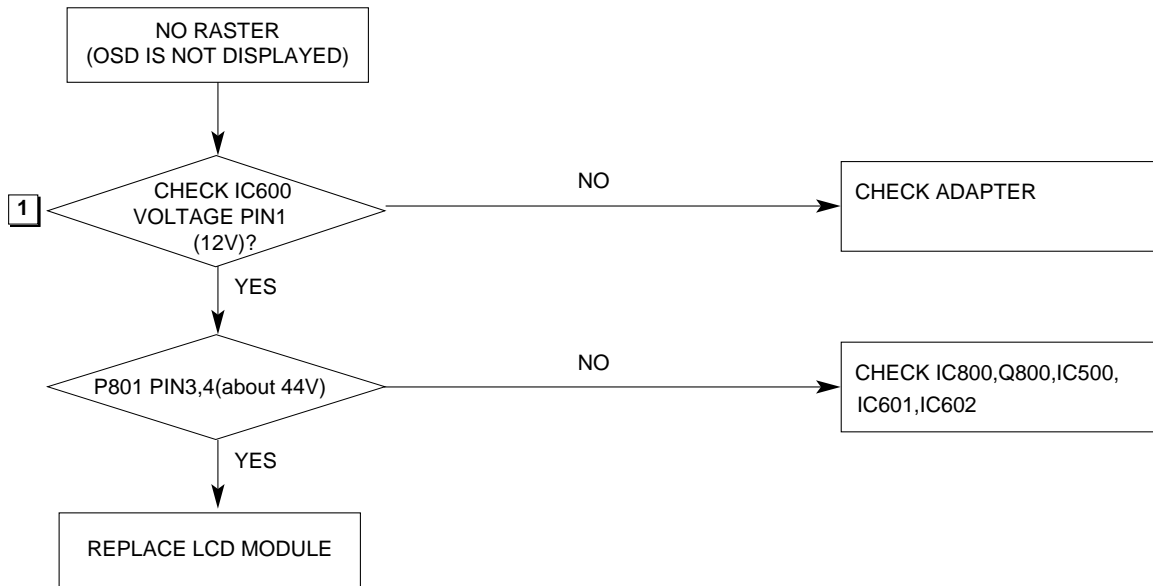 NO RASTER
(OSD IS NOT DISPLAYED)
1
CHECK IC600
VOLTAGE PIN1
(12V)?
NO
CHECK ADAPTER
YES
P801 PIN3,4(about 44V)
NO
CHECK IC800,Q800,IC500,
IC601,IC602
YES
REPLACE LCD MODULE